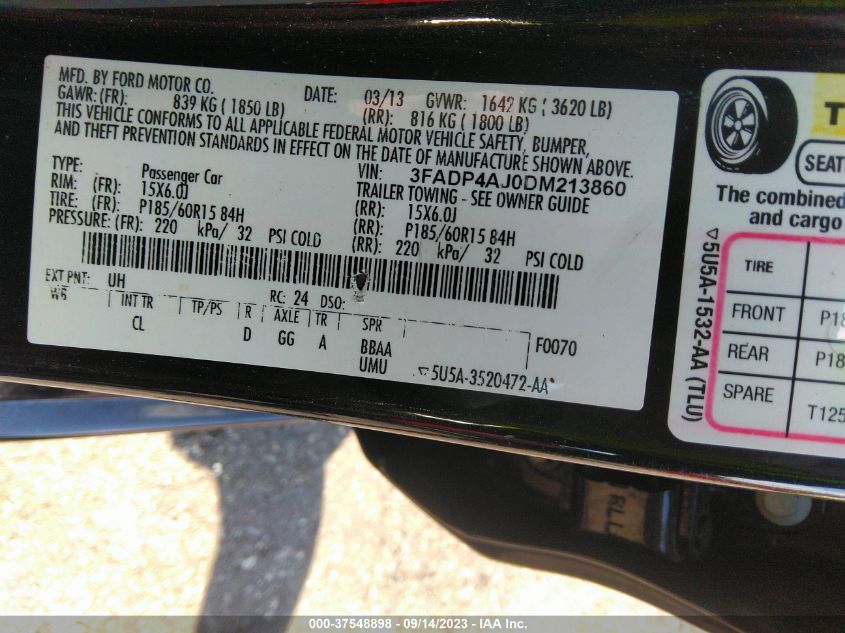 MFD. BY FORD MOTOR CO.
DATE: 03/13 GVWR: 1642 KG ( 3620 LB)
GAWR: (FR): 839 KG ( 1850 LB) (RR): 816 KG ( 1800 LB)
THIS VEHICLE CONFORMS TO ALL APPLICABLE FEDERAL MOTOR VEHICLE SAFETY, BUMPER,
AND THEFT PREVENTION STANDARDS IN EFFECT ON THE DATE OF MANUFACTURE SHOWN ABOVE.
VIN: 3FADP4AJ0DM213860
TYPE: Passenger Car TRAILER TOWING - SEE OWNER GUIDE
RIM: (FR): 15X6.0J (RR): 15X6.0J
TIRE: (FR): P185/60R15 84H (RR): P185/60R15 84H
PRESSURE: (FR): 220 kPa/ 32 PSI COLD (RR): 220 kPa/ 32 PSI COLD
EXT PNT: UH RC: 24 DSO:
INT TR TP/PS R AXLE TR SPR F0070
CL D GG A BBAA
UMU ▽5U5A-3520472-AA
SEAT
The combined
and cargo
▽5U5A-1532-AA (TLU)
TIRE
FRONT P18
REAR P18
SPARE T125
000-37548898 - 09/14/2023 - IAA Inc.